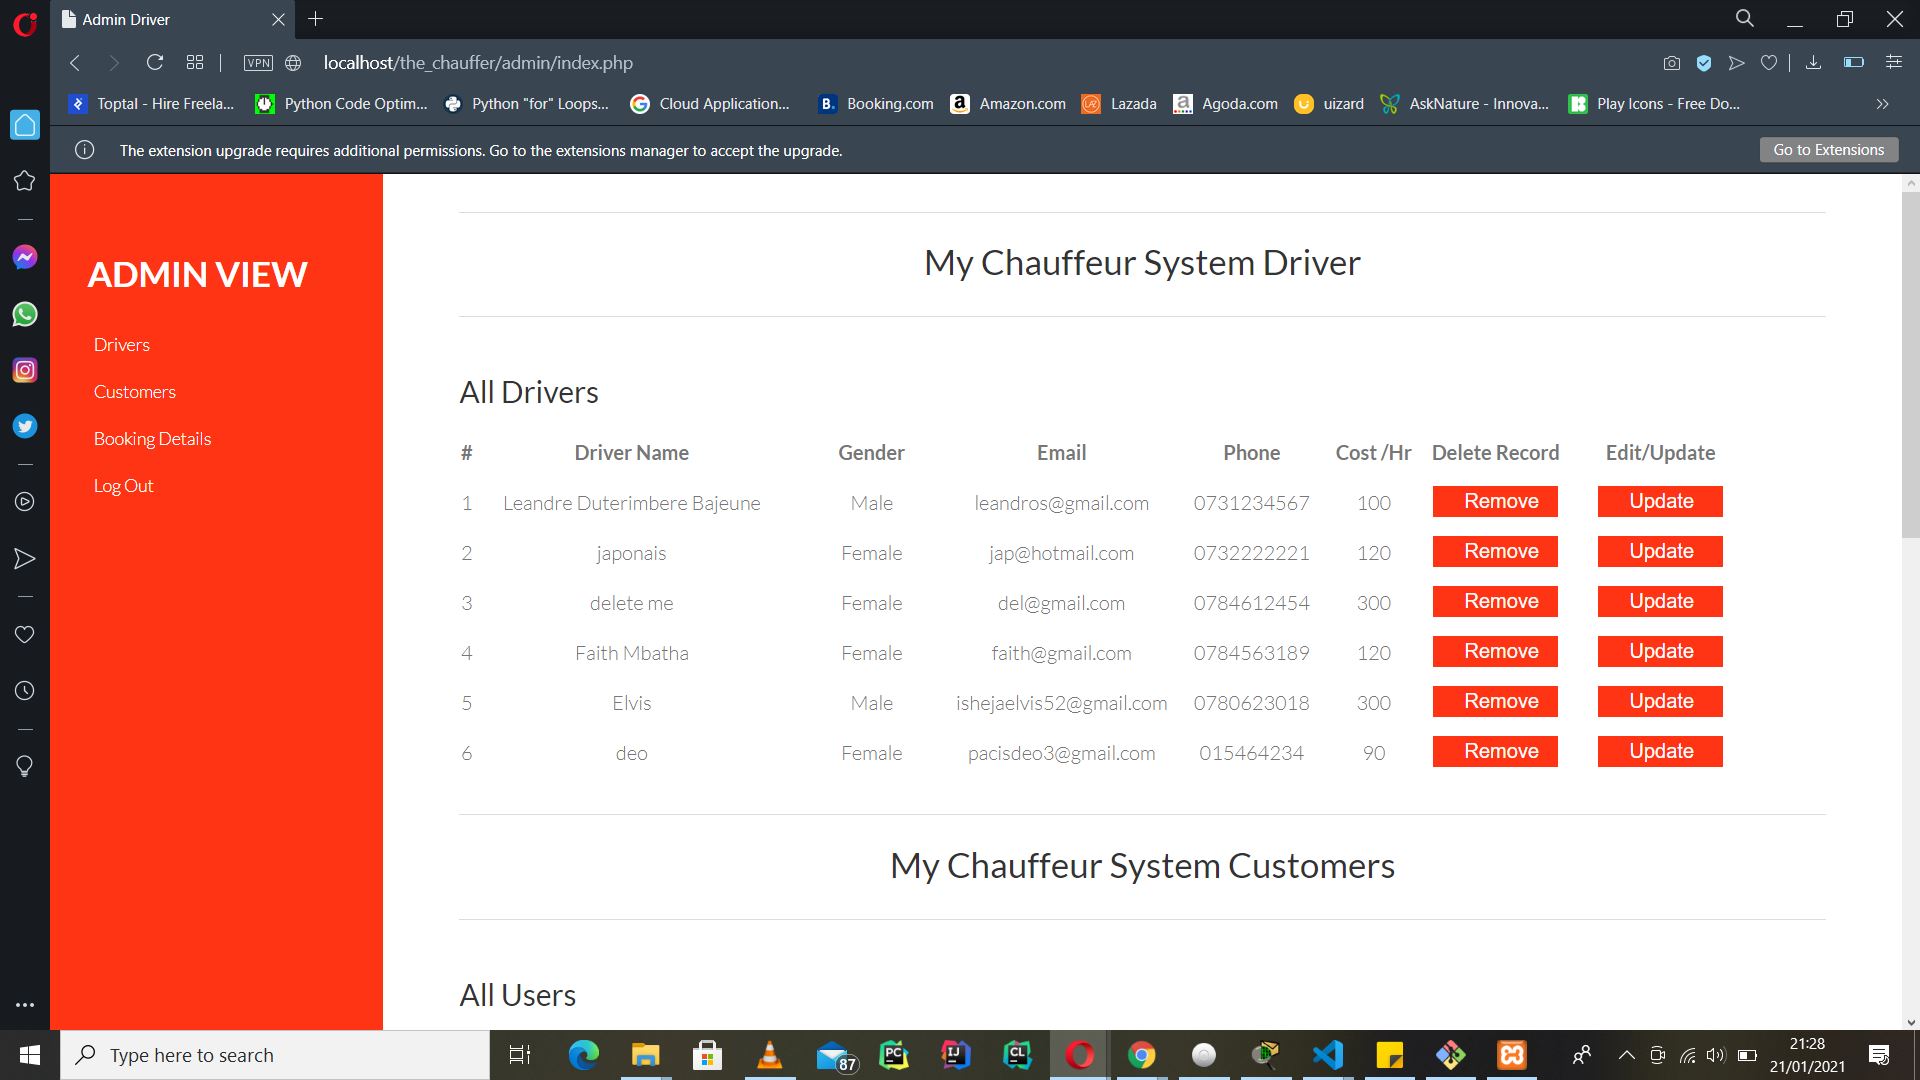 Admin Driver
VPN localhost/the_chauffer/admin/index.php
Toptal - Hire Freela... Python Code Optim... Python "for" Loops... Cloud Application... Booking.com Amazon.com Lazada Agoda.com uizard AskNature - Innova... Play Icons - Free Do...
The extension upgrade requires additional permissions. Go to the extensions manager to accept the upgrade. Go to Extensions
ADMIN VIEW
Drivers
Customers
Booking Details
Log Out
My Chauffeur System Driver
All Drivers
# Driver Name Gender Email Phone Cost /Hr Delete Record Edit/Update
1 Leandre Duterimbere Bajeune Male leandros@gmail.com 0731234567 100 Remove Update
2 japonais Female jap@hotmail.com 0732222221 120 Remove Update
3 delete me Female del@gmail.com 0784612454 300 Remove Update
4 Faith Mbatha Female faith@gmail.com 0784563189 120 Remove Update
5 Elvis Male ishejaelvis52@gmail.com 0780623018 300 Remove Update
6 deo Female pacisdeo3@gmail.com 015464234 90 Remove Update
My Chauffeur System Customers
All Users
Type here to search
87
PC
IJ
CL
21:28
21/01/2021